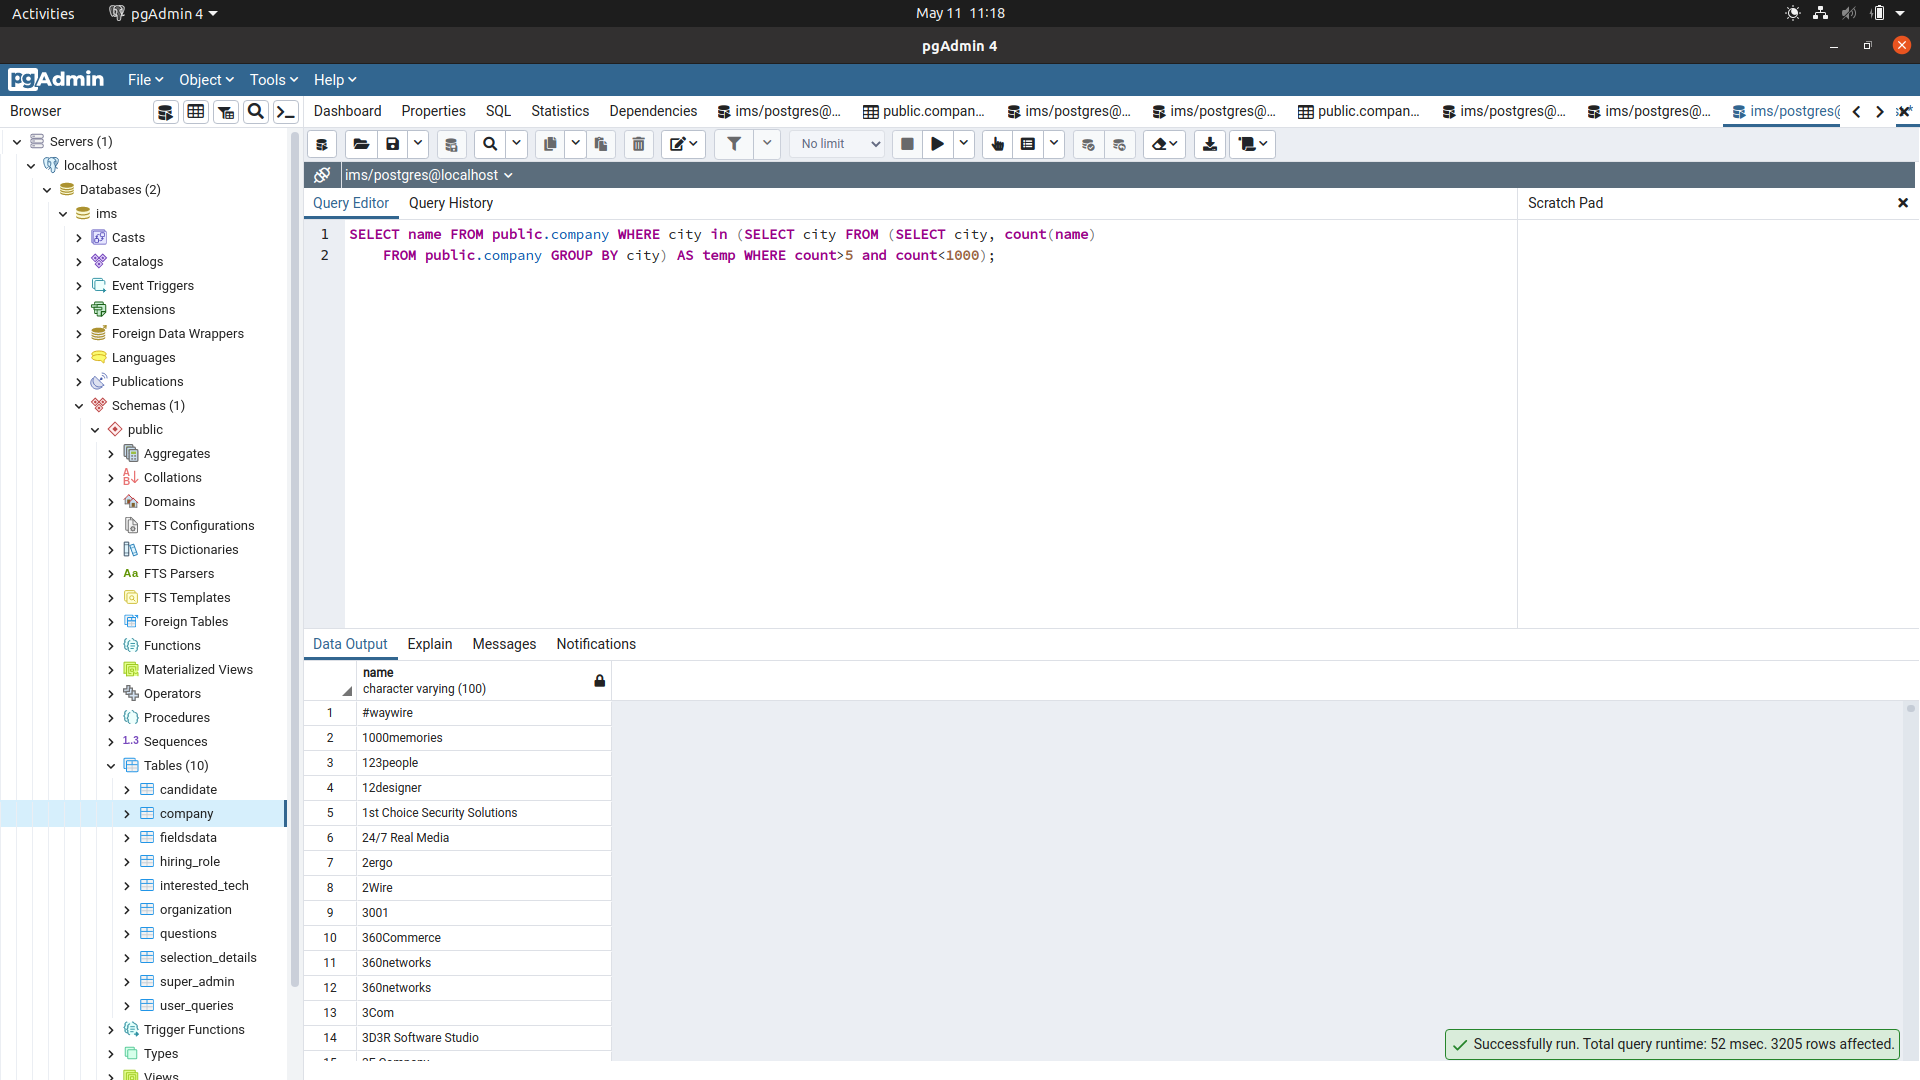 Activities
pgAdmin 4
May 11 11:18
pgAdmin 4
pgAdmin
File
Object
Tools
Help
Browser
Dashboard
Properties
SQL
Statistics
Dependencies
ims/postgres@...
public.compan...
ims/postgres@...
ims/postgres@...
public.compan...
ims/postgres@...
ims/postgres@...
ims/postgres@
No limit
ims/postgres@localhost
Query Editor
Query History
Scratch Pad
1 SELECT name FROM public.company WHERE city in (SELECT city FROM (SELECT city, count(name)
2 FROM public.company GROUP BY city) AS temp WHERE count>5 and count<1000);
Servers (1)
localhost
Databases (2)
ims
Casts
Catalogs
Event Triggers
Extensions
Foreign Data Wrappers
Languages
Publications
Schemas (1)
public
Aggregates
Collations
Domains
FTS Configurations
FTS Dictionaries
Aa FTS Parsers
FTS Templates
Foreign Tables
Functions
Materialized Views
Operators
Procedures
1..3 Sequences
Tables (10)
candidate
company
fieldsdata
hiring_role
interested_tech
organization
questions
selection_details
super_admin
user_queries
Trigger Functions
Types
Views
Data Output
Explain
Messages
Notifications
name
character varying (100)
1 #waywire
2 1000memories
3 123people
4 12designer
5 1st Choice Security Solutions
6 24/7 Real Media
7 2ergo
8 2Wire
9 3001
10 360Commerce
11 360networks
12 360networks
13 3Com
14 3D3R Software Studio
Successfully run. Total query runtime: 52 msec. 3205 rows affected.